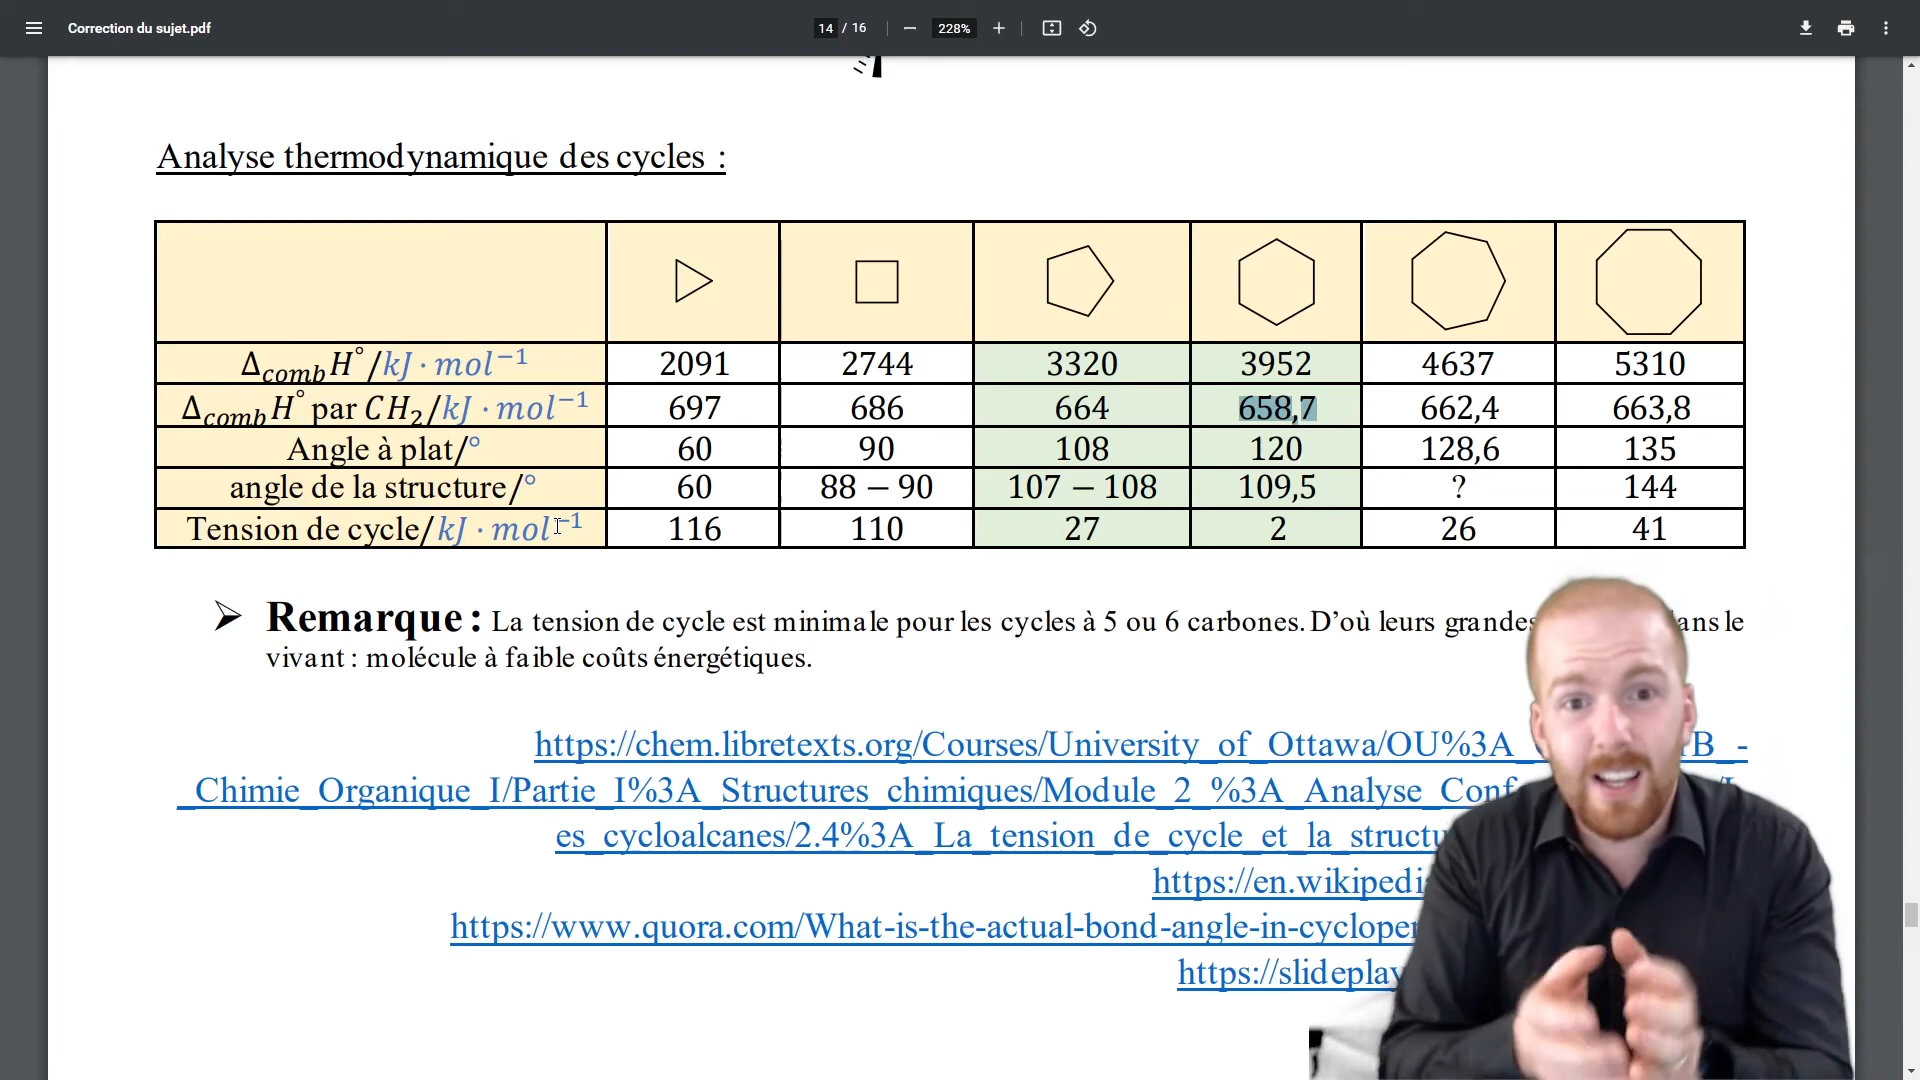 Correction du sujet.pdf
14 / 16
228%
Analyse thermodynamique des cycles :
Δcomb H°/kJ·mol⁻¹ 2091 2744 3320 3952 4637 5310
Δcomb H° par CH₂/kJ·mol⁻¹ 697 686 664 658,7 662,4 663,8
Angle à plat/° 60 90 108 120 128,6 135
angle de la structure/° 60 88 – 90 107 – 108 109,5 ? 144
Tension de cycle/kJ·mol⁻¹ 116 110 27 2 26 41
➢ Remarque : La tension de cycle est minimale pour les cycles à 5 ou 6 carbones. D'où leurs grandes dans le
vivant : molécule à faible coûts énergétiques.
https://chem.libretexts.org/Courses/University_of_Ottawa/OU%3A_ B_-
_Chimie_Organique_I/Partie_I%3A_Structures_chimiques/Module_2_%3A_Analyse_Conf
es_cycloalcanes/2.4%3A_La_tension_de_cycle_et_la_structu
https://en.wikipedi
https://www.quora.com/What-is-the-actual-bond-angle-in-cyclope
https://slideplay